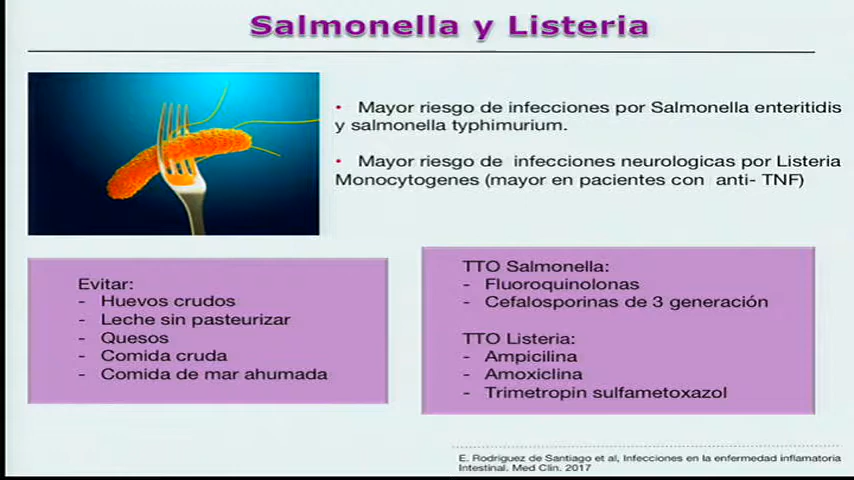 Salmonella y Listeria
• Mayor riesgo de infecciones por Salmonella enteritidis
y salmonella typhimurium.
• Mayor riesgo de infecciones neurologicas por Listeria
Monocytogenes (mayor en pacientes con anti- TNF)
Evitar:
- Huevos crudos
- Leche sin pasteurizar
- Quesos
- Comida cruda
- Comida de mar ahumada
TTO Salmonella:
- Fluoroquinolonas
- Cefalosporinas de 3 generación
TTO Listeria:
- Ampicilina
- Amoxiclina
- Trimetropin sulfametoxazol
E. Rodriguez de Santiago et al, Infecciones en la enfermedad inflamatoria
Intestinal. Med Clin. 2017